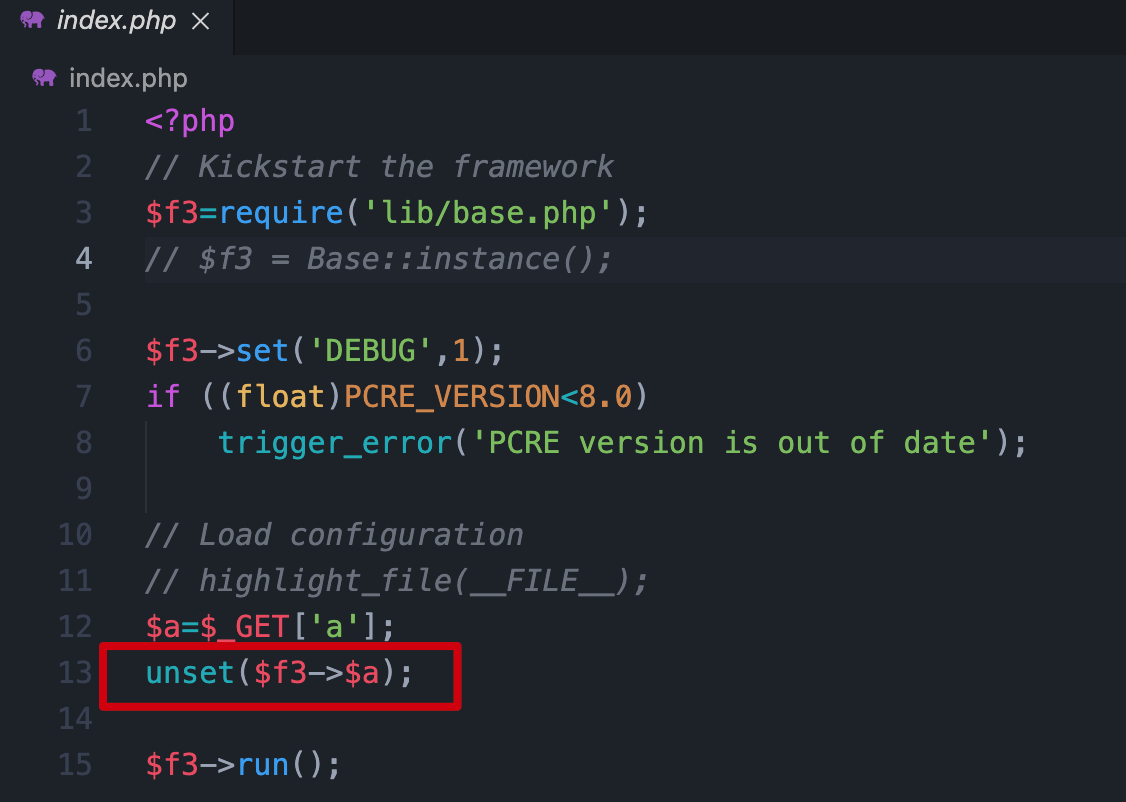 index.php ×
index.php
1 <?php
2 // Kickstart the framework
3 $f3=require('lib/base.php');
4 // $f3 = Base::instance();
5
6 $f3->set('DEBUG',1);
7 if ((float)PCRE_VERSION<8.0)
8     trigger_error('PCRE version is out of date');
9
10 // Load configuration
11 // highlight_file(__FILE__);
12 $a=$_GET['a'];
13 unset($f3->$a);
14
15 $f3->run();